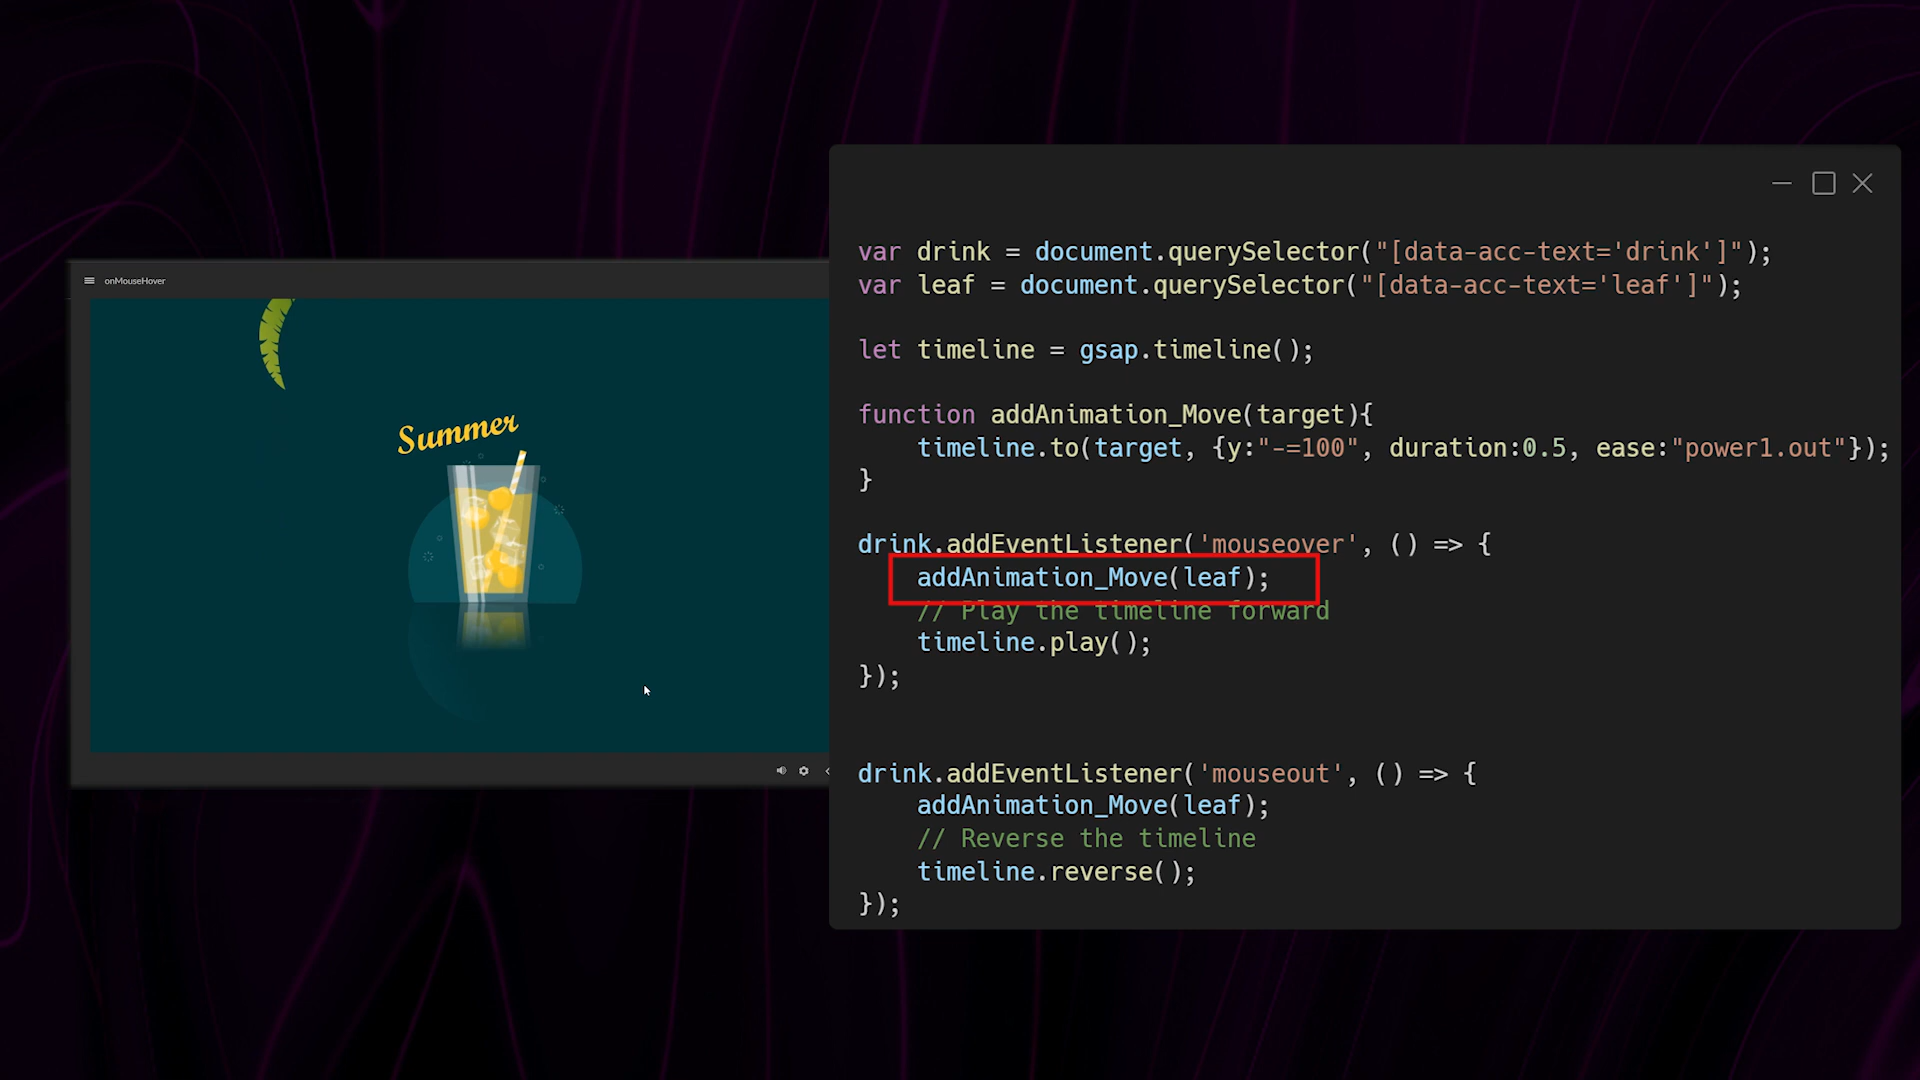 onMouseHover
Summer
var drink = document.querySelector("[data-acc-text='drink']");
var leaf = document.querySelector("[data-acc-text='leaf']");
let timeline = gsap.timeline();
function addAnimation_Move(target){
    timeline.to(target, {y:"-=100", duration:0.5, ease:"power1.out"});
}
drink.addEventListener('mouseover', () => {
    addAnimation_Move(leaf);
    // Play the timeline forward
    timeline.play();
});
drink.addEventListener('mouseout', () => {
    addAnimation_Move(leaf);
    // Reverse the timeline
    timeline.reverse();
});